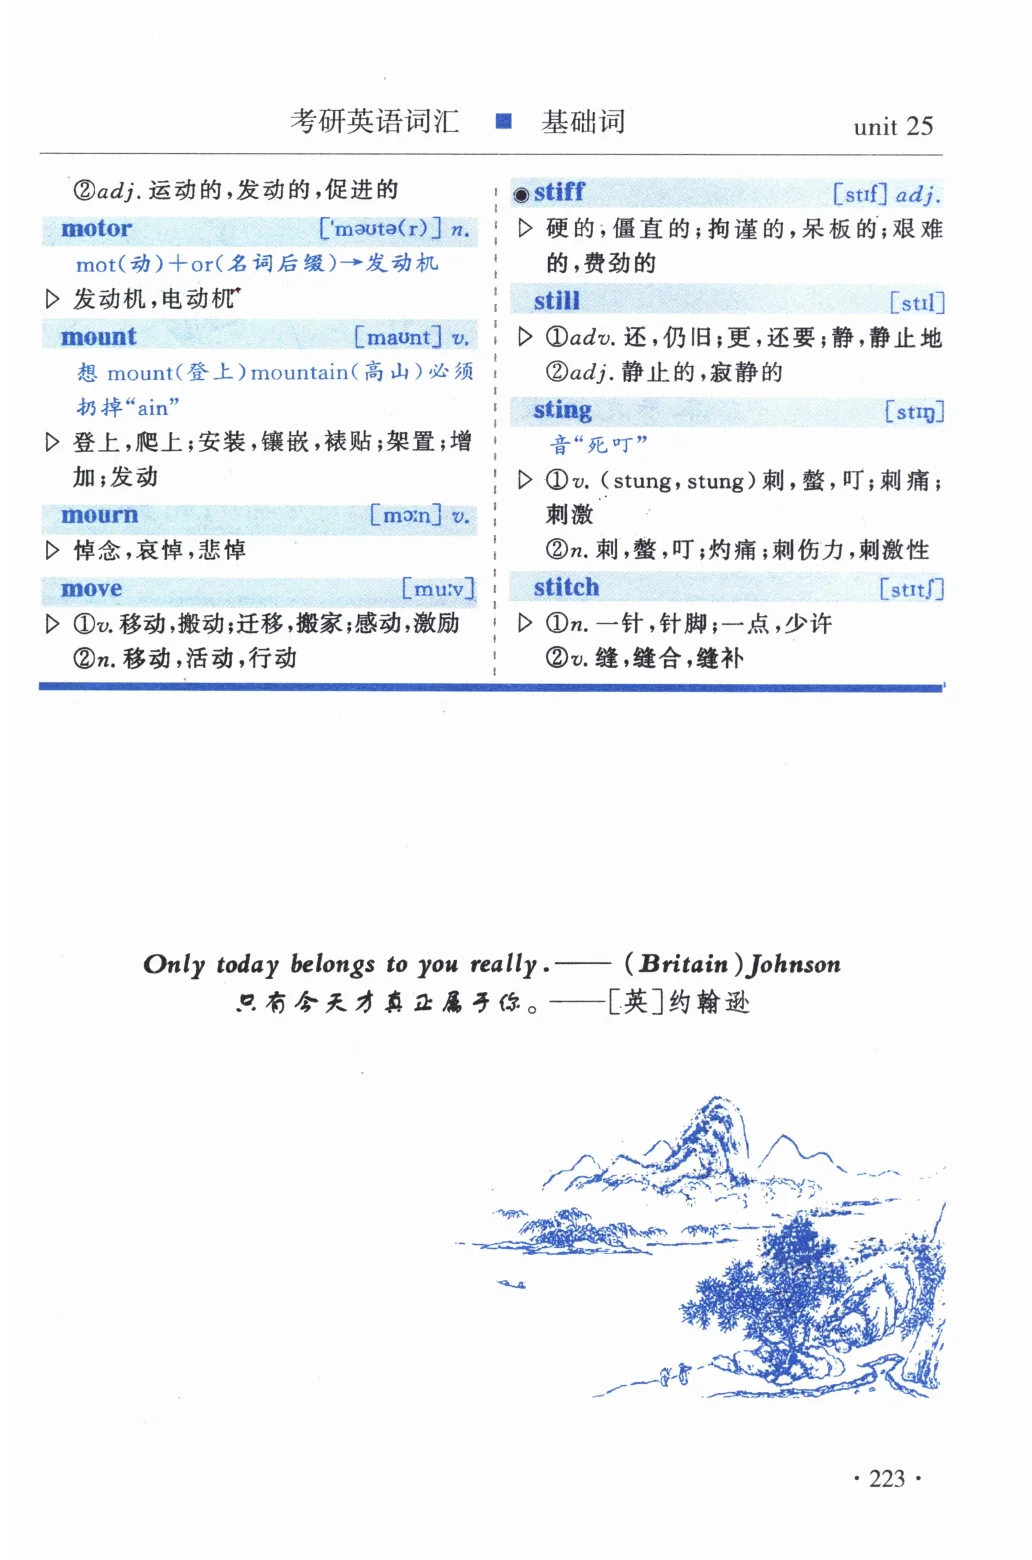 考研英语词汇 ■ 基础词 unit 25
②adj. 运动的,发动的,促进的
motor ['məʊtə(r)] n.
mot(动)+or(名词后缀)→发动机
▷ 发动机,电动机
mount [maʊnt] v.
想 mount(登上)mountain(高山)必须
扔掉“ain”
▷ 登上,爬上;安装,镶嵌,裱贴;架置;增
加;发动
mourn [mɔːn] v.
▷ 悼念,哀悼,悲悼
move [muːv]
▷ ①v. 移动,搬动;迁移,搬家;感动,激励
②n. 移动,活动,行动
◉ stiff [stɪf] adj.
▷ 硬的;僵直的;拘谨的,呆板的;艰难
的,费劲的
still [stɪl]
▷ ①adv. 还,仍旧;更,还要;静,静止地
②adj. 静止的,寂静的
sting [stɪŋ]
音“死叮”
▷ ①v. (stung, stung)刺,螫,叮;刺痛;
刺激
②n. 刺,螫,叮;灼痛;刺伤力,刺激性
stitch [stɪtʃ]
▷ ①n. 一针,针脚;一点,少许
②v. 缝,缝合,缝补
Only today belongs to you really.—— (Britain)Johnson
只有今天才真正属于你。——[英]约翰逊
· 223 ·